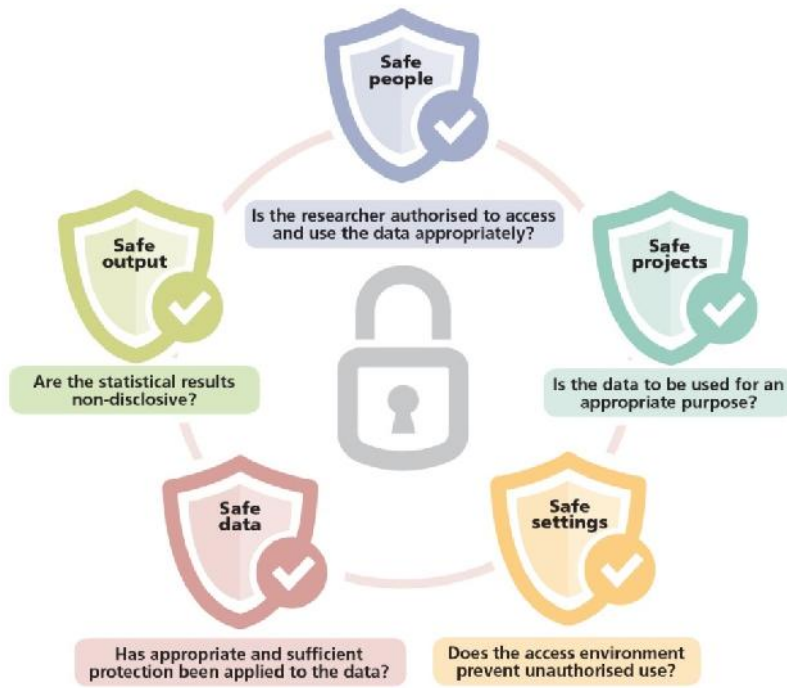 Safe
people
Is the researcher authorised to access
and use the data appropriately?
Safe
output
Are the statistical results
non-disclosive?
Safe
projects
Is the data to be used for an
appropriate purpose?
Safe
data
Has appropriate and sufficient
protection been applied to the data?
Safe
settings
Does the access environment
prevent unauthorised use?